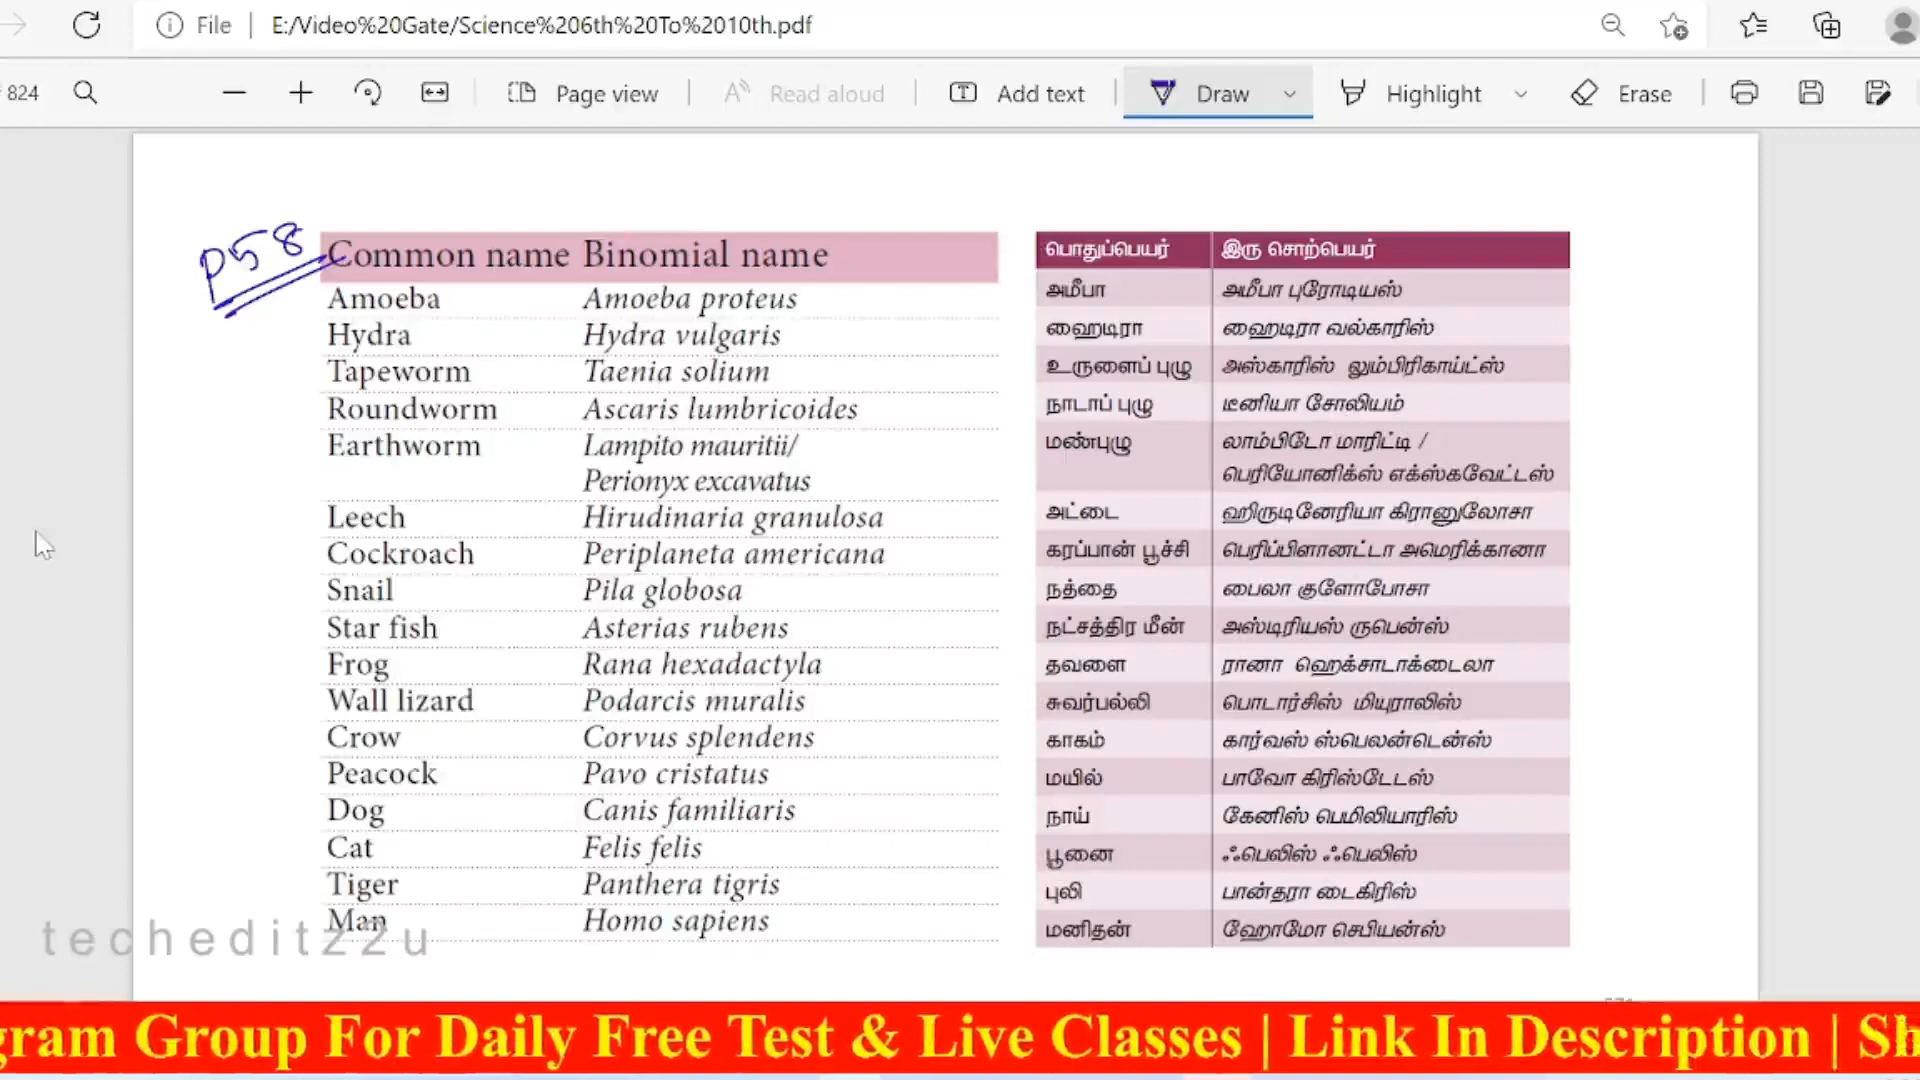 File | E:/Video%20Gate/Science%206th%20To%2010th.pdf
824 Page view Read aloud Add text Draw Highlight Erase
P58
Common name Binomial name
Amoeba Amoeba proteus
Hydra Hydra vulgaris
Tapeworm Taenia solium
Roundworm Ascaris lumbricoides
Earthworm Lampito mauritii/
Perionyx excavatus
Leech Hirudinaria granulosa
Cockroach Periplaneta americana
Snail Pila globosa
Star fish Asterias rubens
Frog Rana hexadactyla
Wall lizard Podarcis muralis
Crow Corvus splendens
Peacock Pavo cristatus
Dog Canis familiaris
Cat Felis felis
Tiger Panthera tigris
Man Homo sapiens
பொதுப்பெயர் இரு சொற்பெயர்
அமீபா அமீபா புரோடியஸ்
ஹைடிரா ஹைடிரா வல்காரிஸ்
உருளைப் புழு அஸ்காரிஸ் லும்பிரிகாய்ட்ஸ்
நாடாப் புழு டீனியா சோலியம்
மண்புழு லாம்பிடோ மாரிட்டி /
பெரியோனிக்ஸ் எக்ஸ்கவேட்டஸ்
அட்டை ஹிருடினேரியா கிரானுலோசா
கரப்பான் பூச்சி பெரிப்பிளானட்டா அமெரிக்கானா
நத்தை பைலா குளோபோசா
நட்சத்திர மீன் அஸ்டிரியஸ் ருபென்ஸ்
தவளை ரானா ஹெக்சாடாக்டைலா
சுவர்பல்லி பொடார்சிஸ் மியுராலிஸ்
காகம் கார்வஸ் ஸ்பெலன்டென்ஸ்
மயில் பாவோ கிரிஸ்டேடஸ்
நாய் கேனிஸ் பெமிலியாரிஸ்
பூனை ஃபெலிஸ் ஃபெலிஸ்
புலி பான்தரா டைகிரிஸ்
மனிதன் ஹோமோ செபியன்ஸ்
techedit22u
gram Group For Daily Free Test & Live Classes | Link In Description | Sh